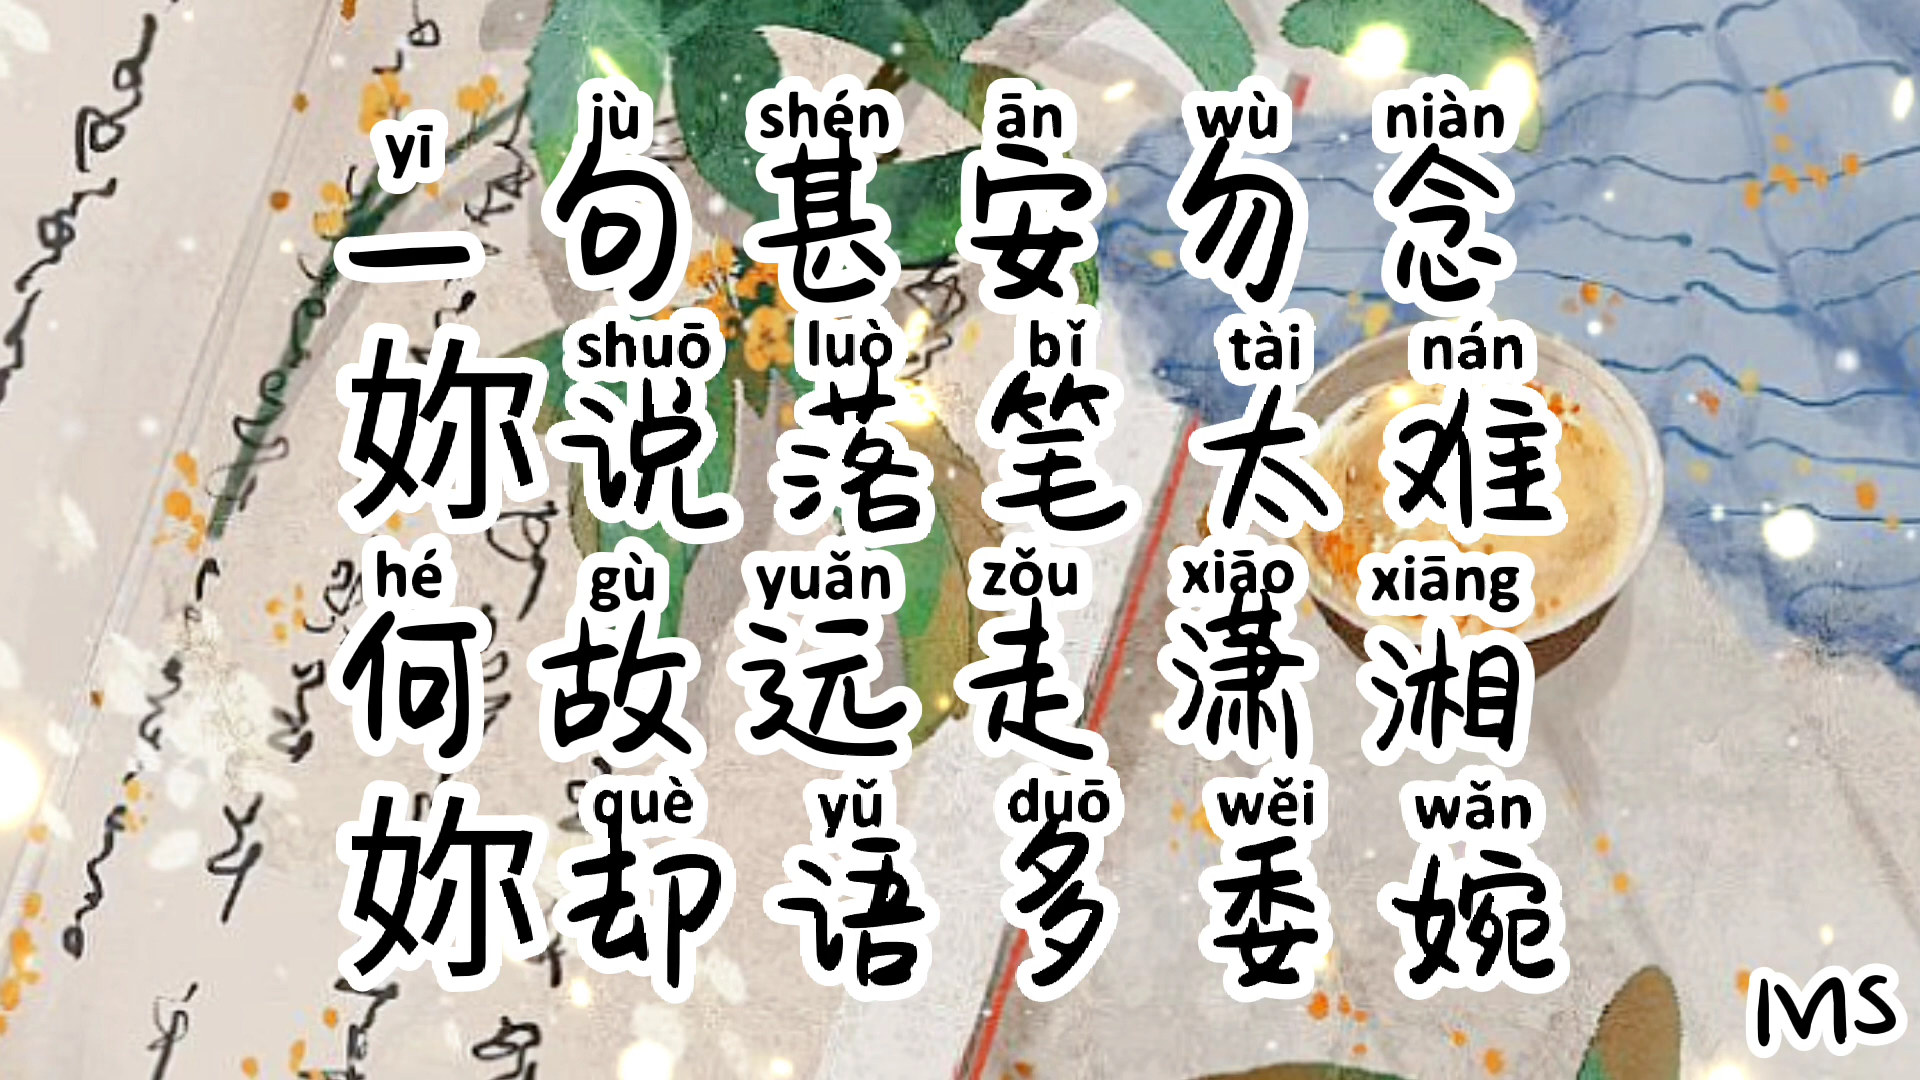 yī jù shén ān wù niàn
一句甚安勿念
shuō luò bǐ tài nán
妳说落笔太难
hé gù yuǎn zǒu xiāo xiāng
何故远走潇湘
què yǔ duō wěi wǎn
妳却语多委婉
MS